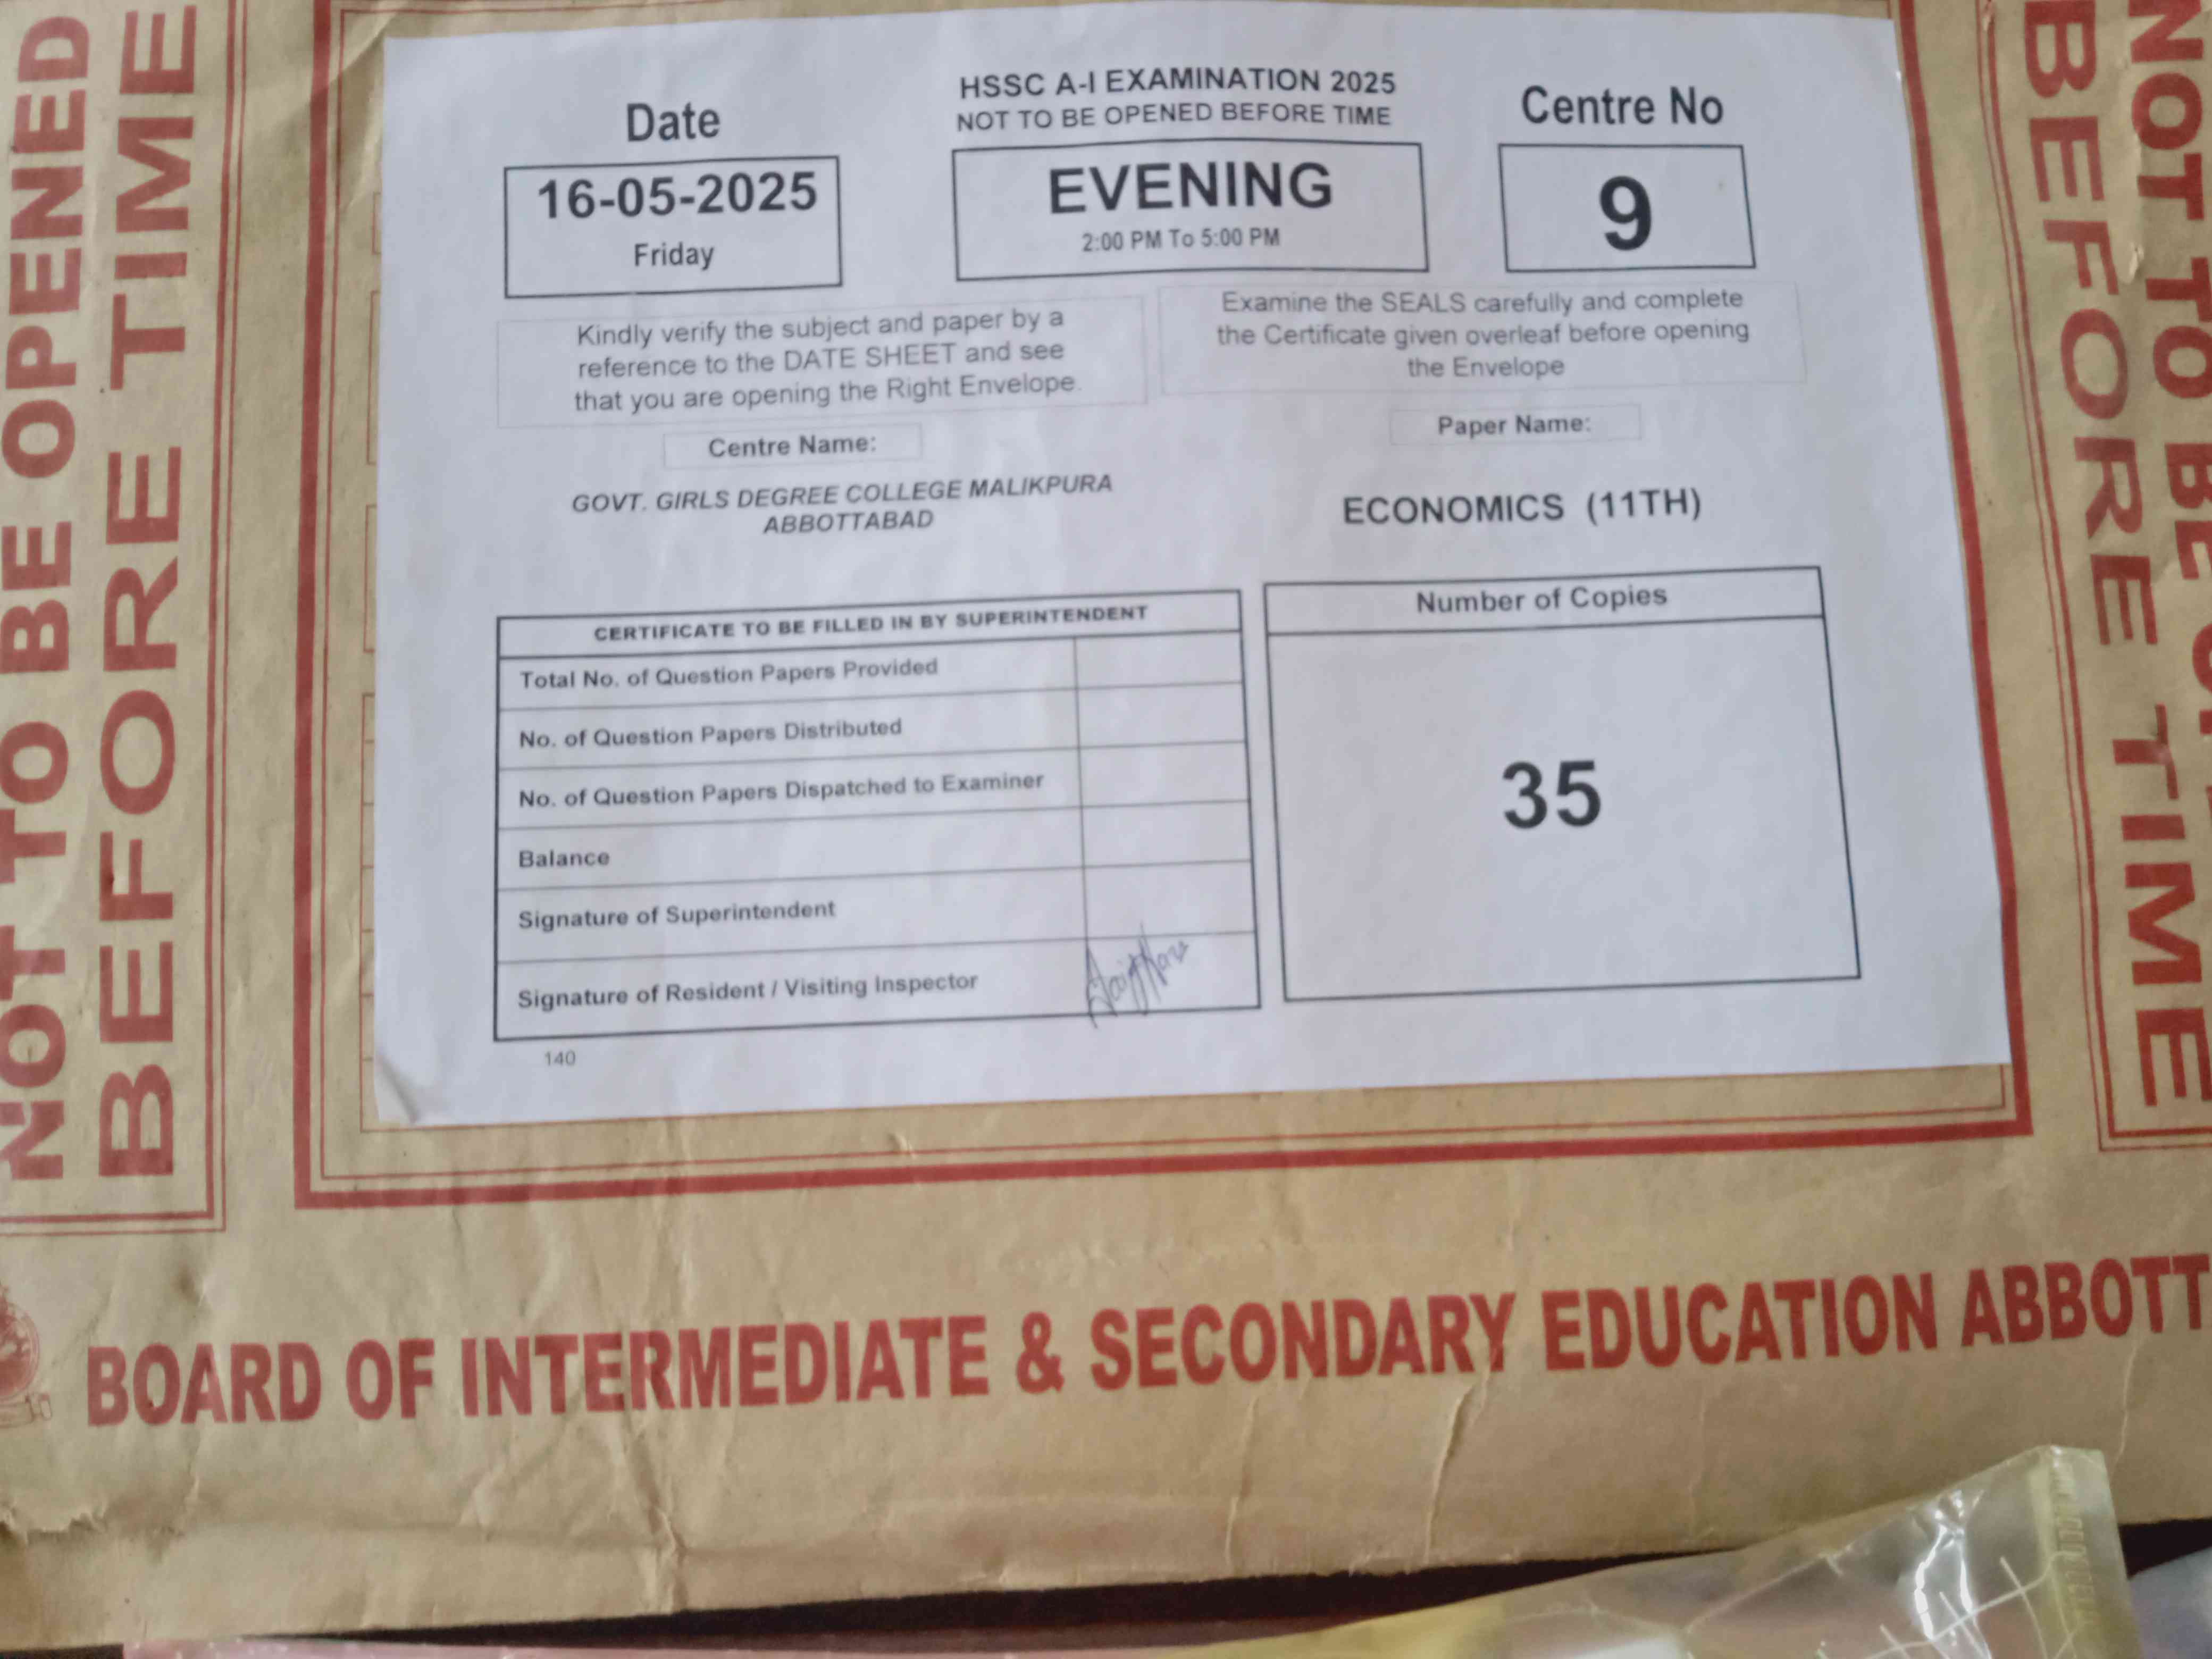 NOT TO BE OPENED
BEFORE TIME
HSSC A-I EXAMINATION 2025
NOT TO BE OPENED BEFORE TIME
Date
16-05-2025
Friday
EVENING
2:00 PM To 5:00 PM
Centre No
9
Kindly verify the subject and paper by a
reference to the DATE SHEET and see
that you are opening the Right Envelope.
Examine the SEALS carefully and complete
the Certificate given overleaf before opening
the Envelope
Centre Name:
GOVT. GIRLS DEGREE COLLEGE MALIKPURA
ABBOTTABAD
Paper Name:
ECONOMICS (11TH)
CERTIFICATE TO BE FILLED IN BY SUPERINTENDENT
Total No. of Question Papers Provided
No. of Question Papers Distributed
No. of Question Papers Dispatched to Examiner
Balance
Signature of Superintendent
Signature of Resident / Visiting Inspector
140
Number of Copies
35
NOT TO BE OP
BEFORE TIME
BOARD OF INTERMEDIATE & SECONDARY EDUCATION ABBOTT